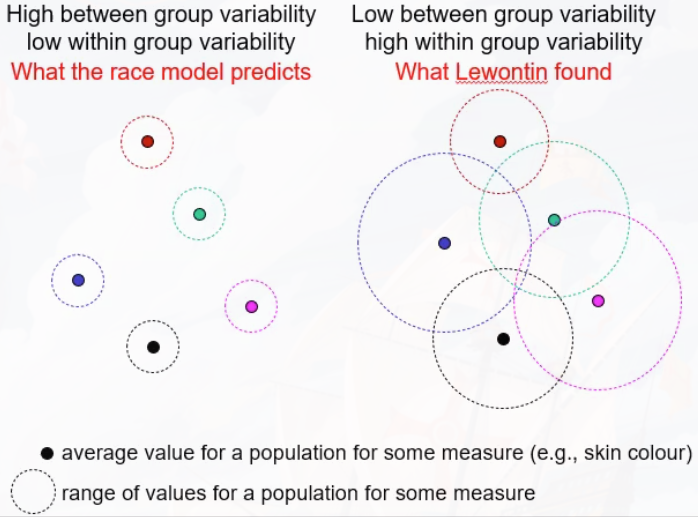 High between group variability
low within group variability
What the race model predicts
Low between group variability
high within group variability
What Lewontin found
average value for a population for some measure (e.g., skin colour)
range of values for a population for some measure